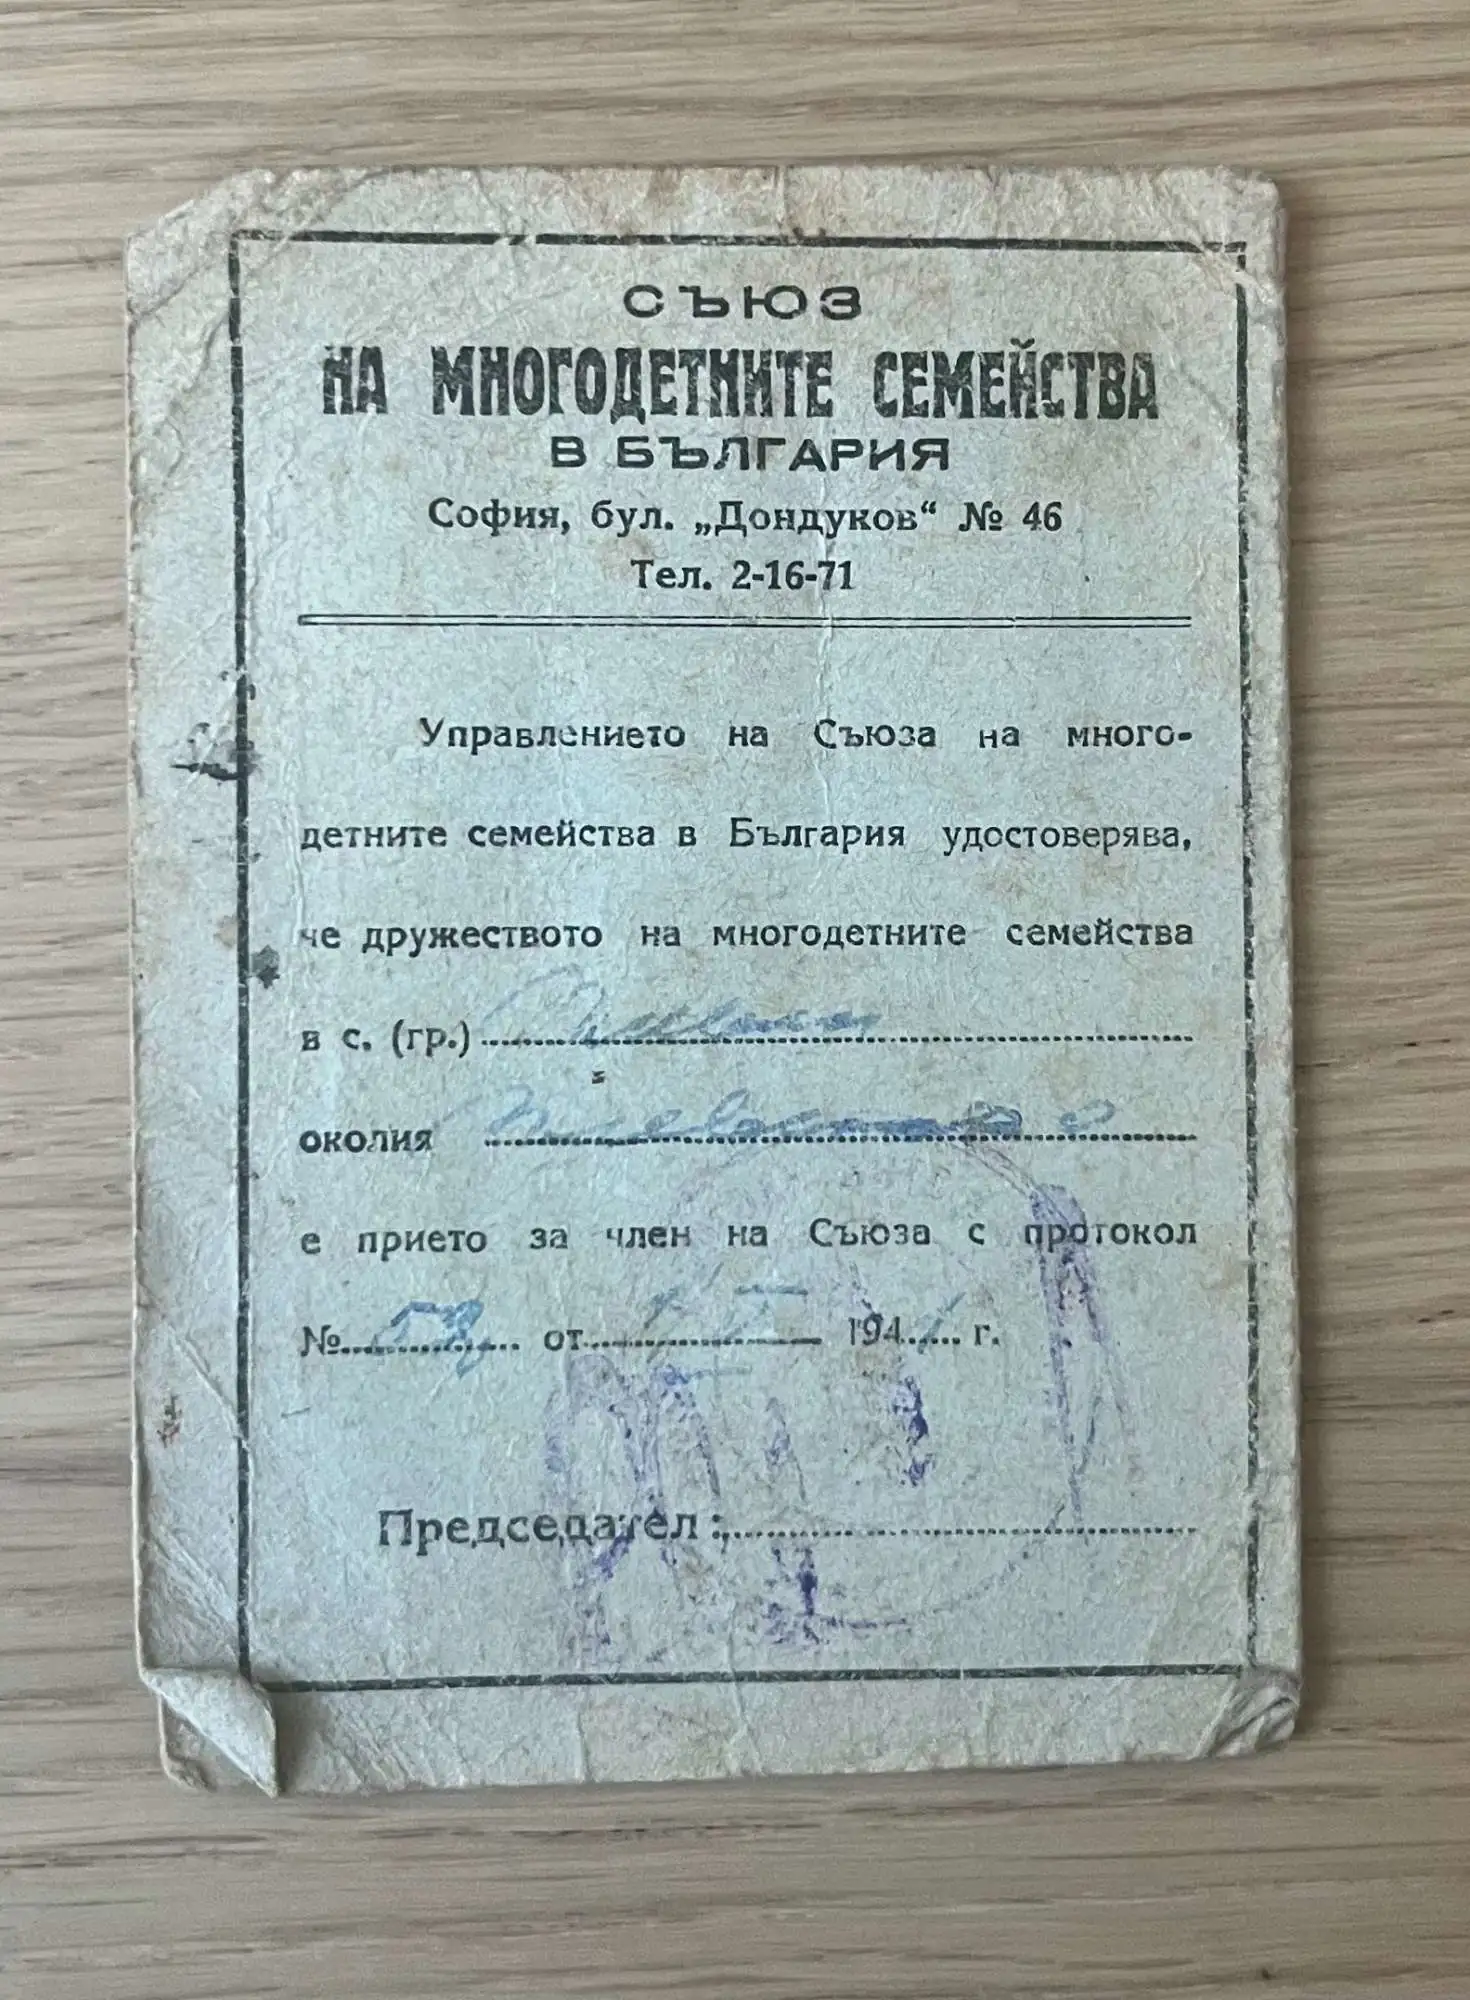 СЪЮЗ
НА МНОГОДЕТНИТЕ СЕМЕЙСТВА
В БЪЛГАРИЯ
София, бул. „Дондуков“ № 46
Тел. 2-16-71
Управлението на Съюза на много-
детните семейства в България удостоверява,
че дружеството на многодетните семейства
в с. (гр.)
околия
е прието за член на Съюза с протокол
№ от 194 г.
Председател: